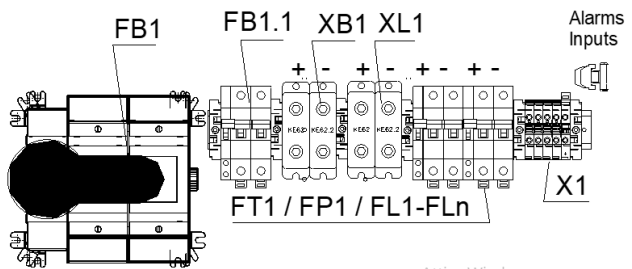 Alarms
Inputs
FB1
FB1.1
XB1
XL1
+ - + - + - + -
KE62
KE62.2
KE62
KE62.2
X1
FT1 / FP1 / FL1-FLn